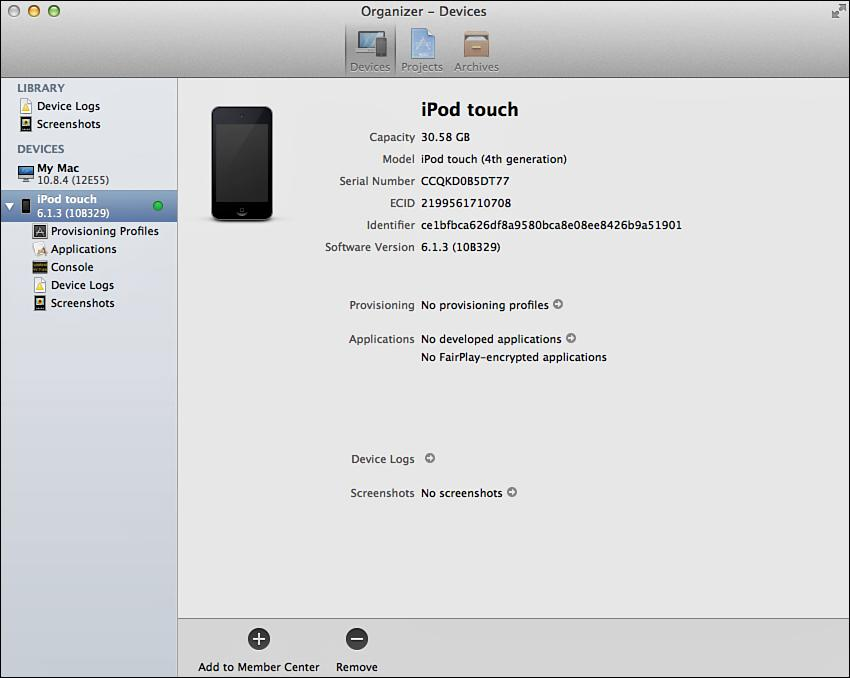 Organizer – Devices
Devices Projects Archives
LIBRARY
Device Logs
Screenshots
DEVICES
My Mac
10.8.4 (12E55)
iPod touch
6.1.3 (10B329)
Provisioning Profiles
Applications
Console
Device Logs
Screenshots
iPod touch
Capacity 30.58 GB
Model iPod touch (4th generation)
Serial Number CCQKD0B5DT77
ECID 2199561710708
Identifier ce1bfbca626df8a9580bca8e08ee8426b9a51901
Software Version 6.1.3 (10B329)
Provisioning No provisioning profiles
Applications No developed applications
No FairPlay-encrypted applications
Device Logs
Screenshots No screenshots
Add to Member Center Remove